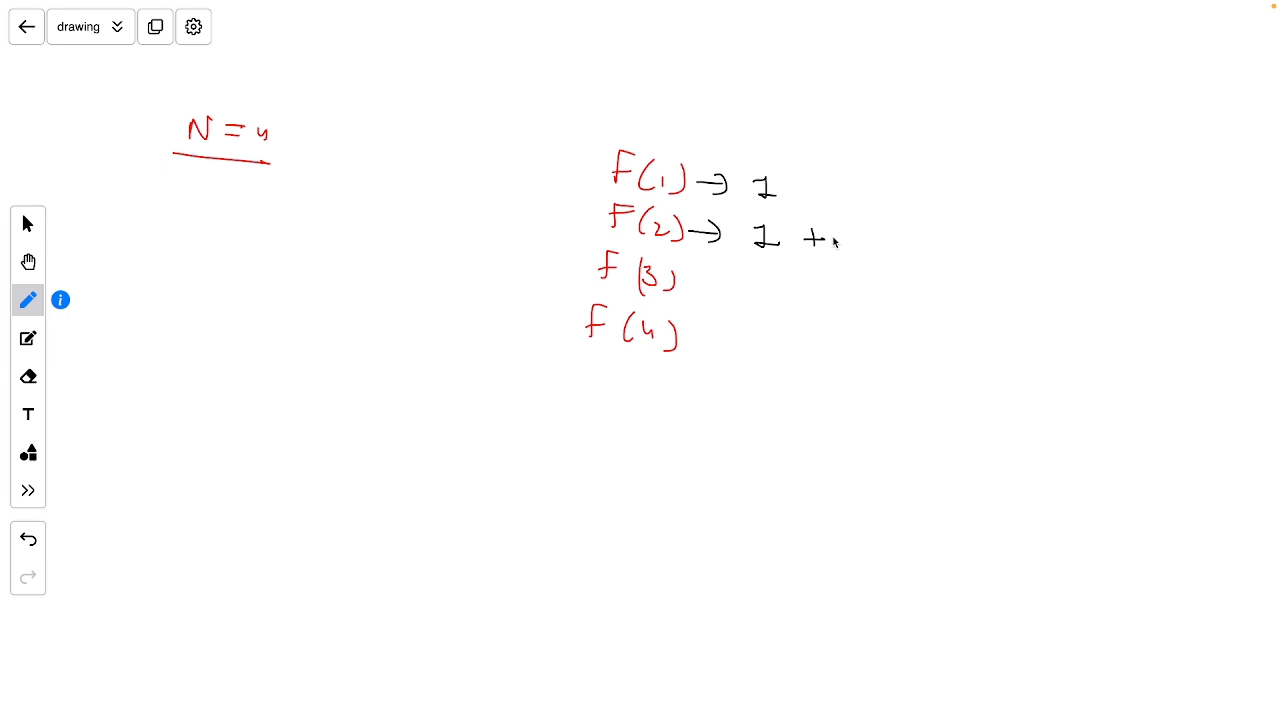 drawing
N = 4
F(1) → 1
F(2) → 1 +
F(3)
F(4)
i
T